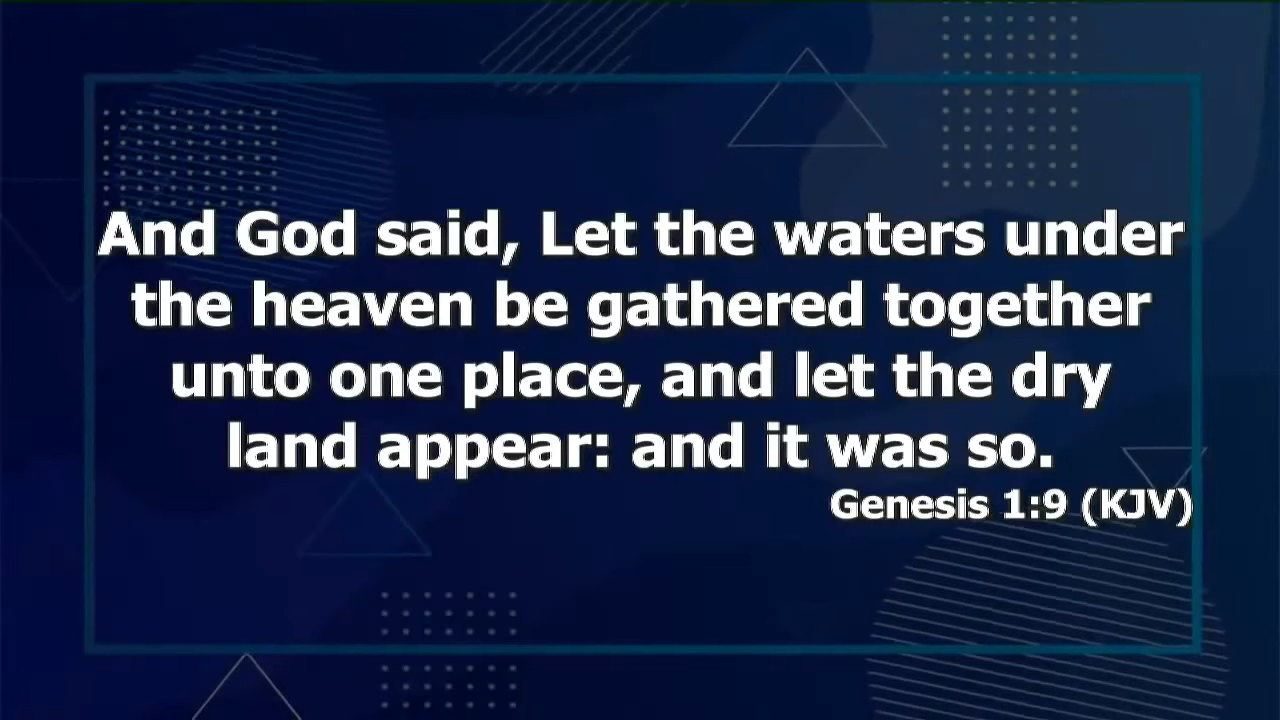 And God said, Let the waters under
the heaven be gathered together
unto one place, and let the dry
land appear: and it was so.
Genesis 1:9 (KJV)